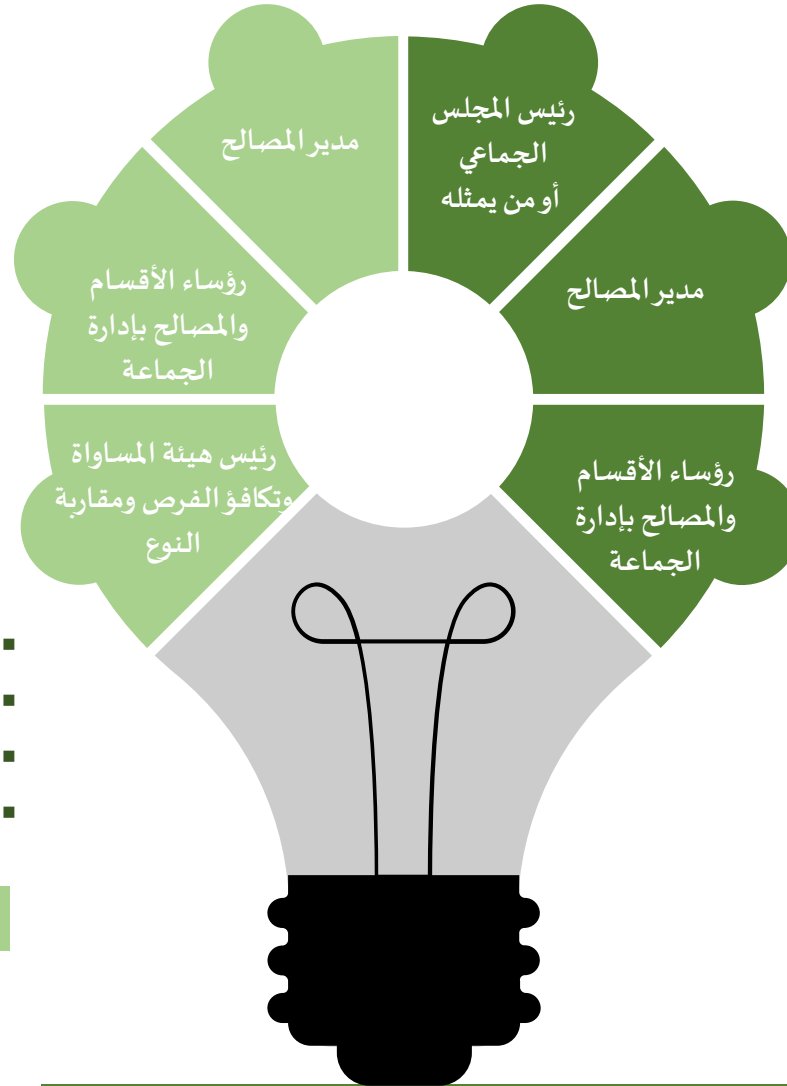 رئيس المجلس
الجماعي
أو من يمثله
مدير المصالح
رؤساء الأقسام
والمصالح بإدارة
الجماعة
مدير المصالح
رؤساء الأقسام
والمصالح بإدارة
الجماعة
رئيس هيئة المساواة
وتكافؤ الفرص ومقاربة
النوع